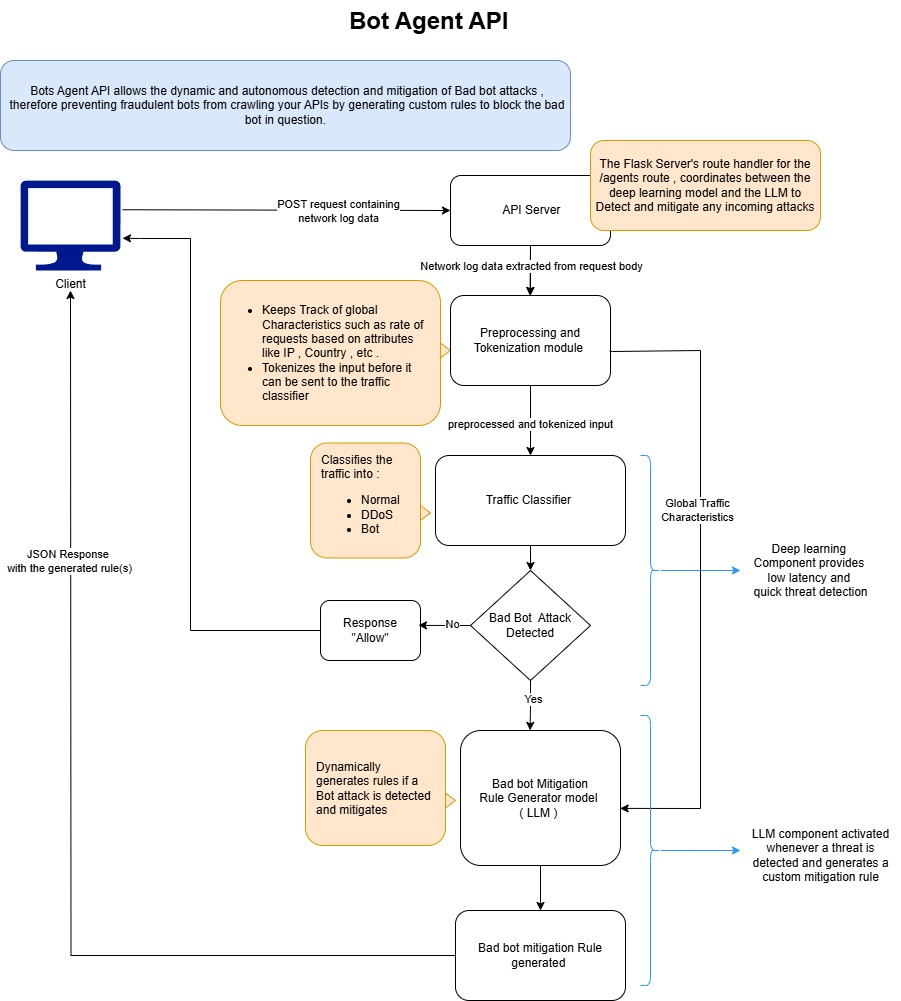 Bot Agent API
Bots Agent API allows the dynamic and autonomous detection and mitigation of Bad bot attacks ,
therefore preventing fraudulent bots from crawling your APIs by generating custom rules to block the bad
bot in question.
The Flask Server's route handler for the
/agents route , coordinates between the
deep learning model and the LLM to
Detect and mitigate any incoming attacks
POST request containing
network log data
API Server
Client
Network log data extracted from request body
• Keeps Track of global
Characteristics such as rate of
requests based on attributes
like IP , Country , etc .
• Tokenizes the input before it
can be sent to the traffic
classifier
Preprocessing and
Tokenization module
preprocessed and tokenized input
Classifies the
traffic into :
• Normal
• DDoS
• Bot
Traffic Classifier
Global Traffic
Characteristics
Deep learning
Component provides
low latency and
quick threat detection
JSON Response
with the generated rule(s)
Response
"Allow"
No
Bad Bot Attack
Detected
Yes
Dynamically
generates rules if a
Bot attack is detected
and mitigates
Bad bot Mitigation
Rule Generator model
( LLM )
LLM component activated
whenever a threat is
detected and generates a
custom mitigation rule
Bad bot mitigation Rule
generated